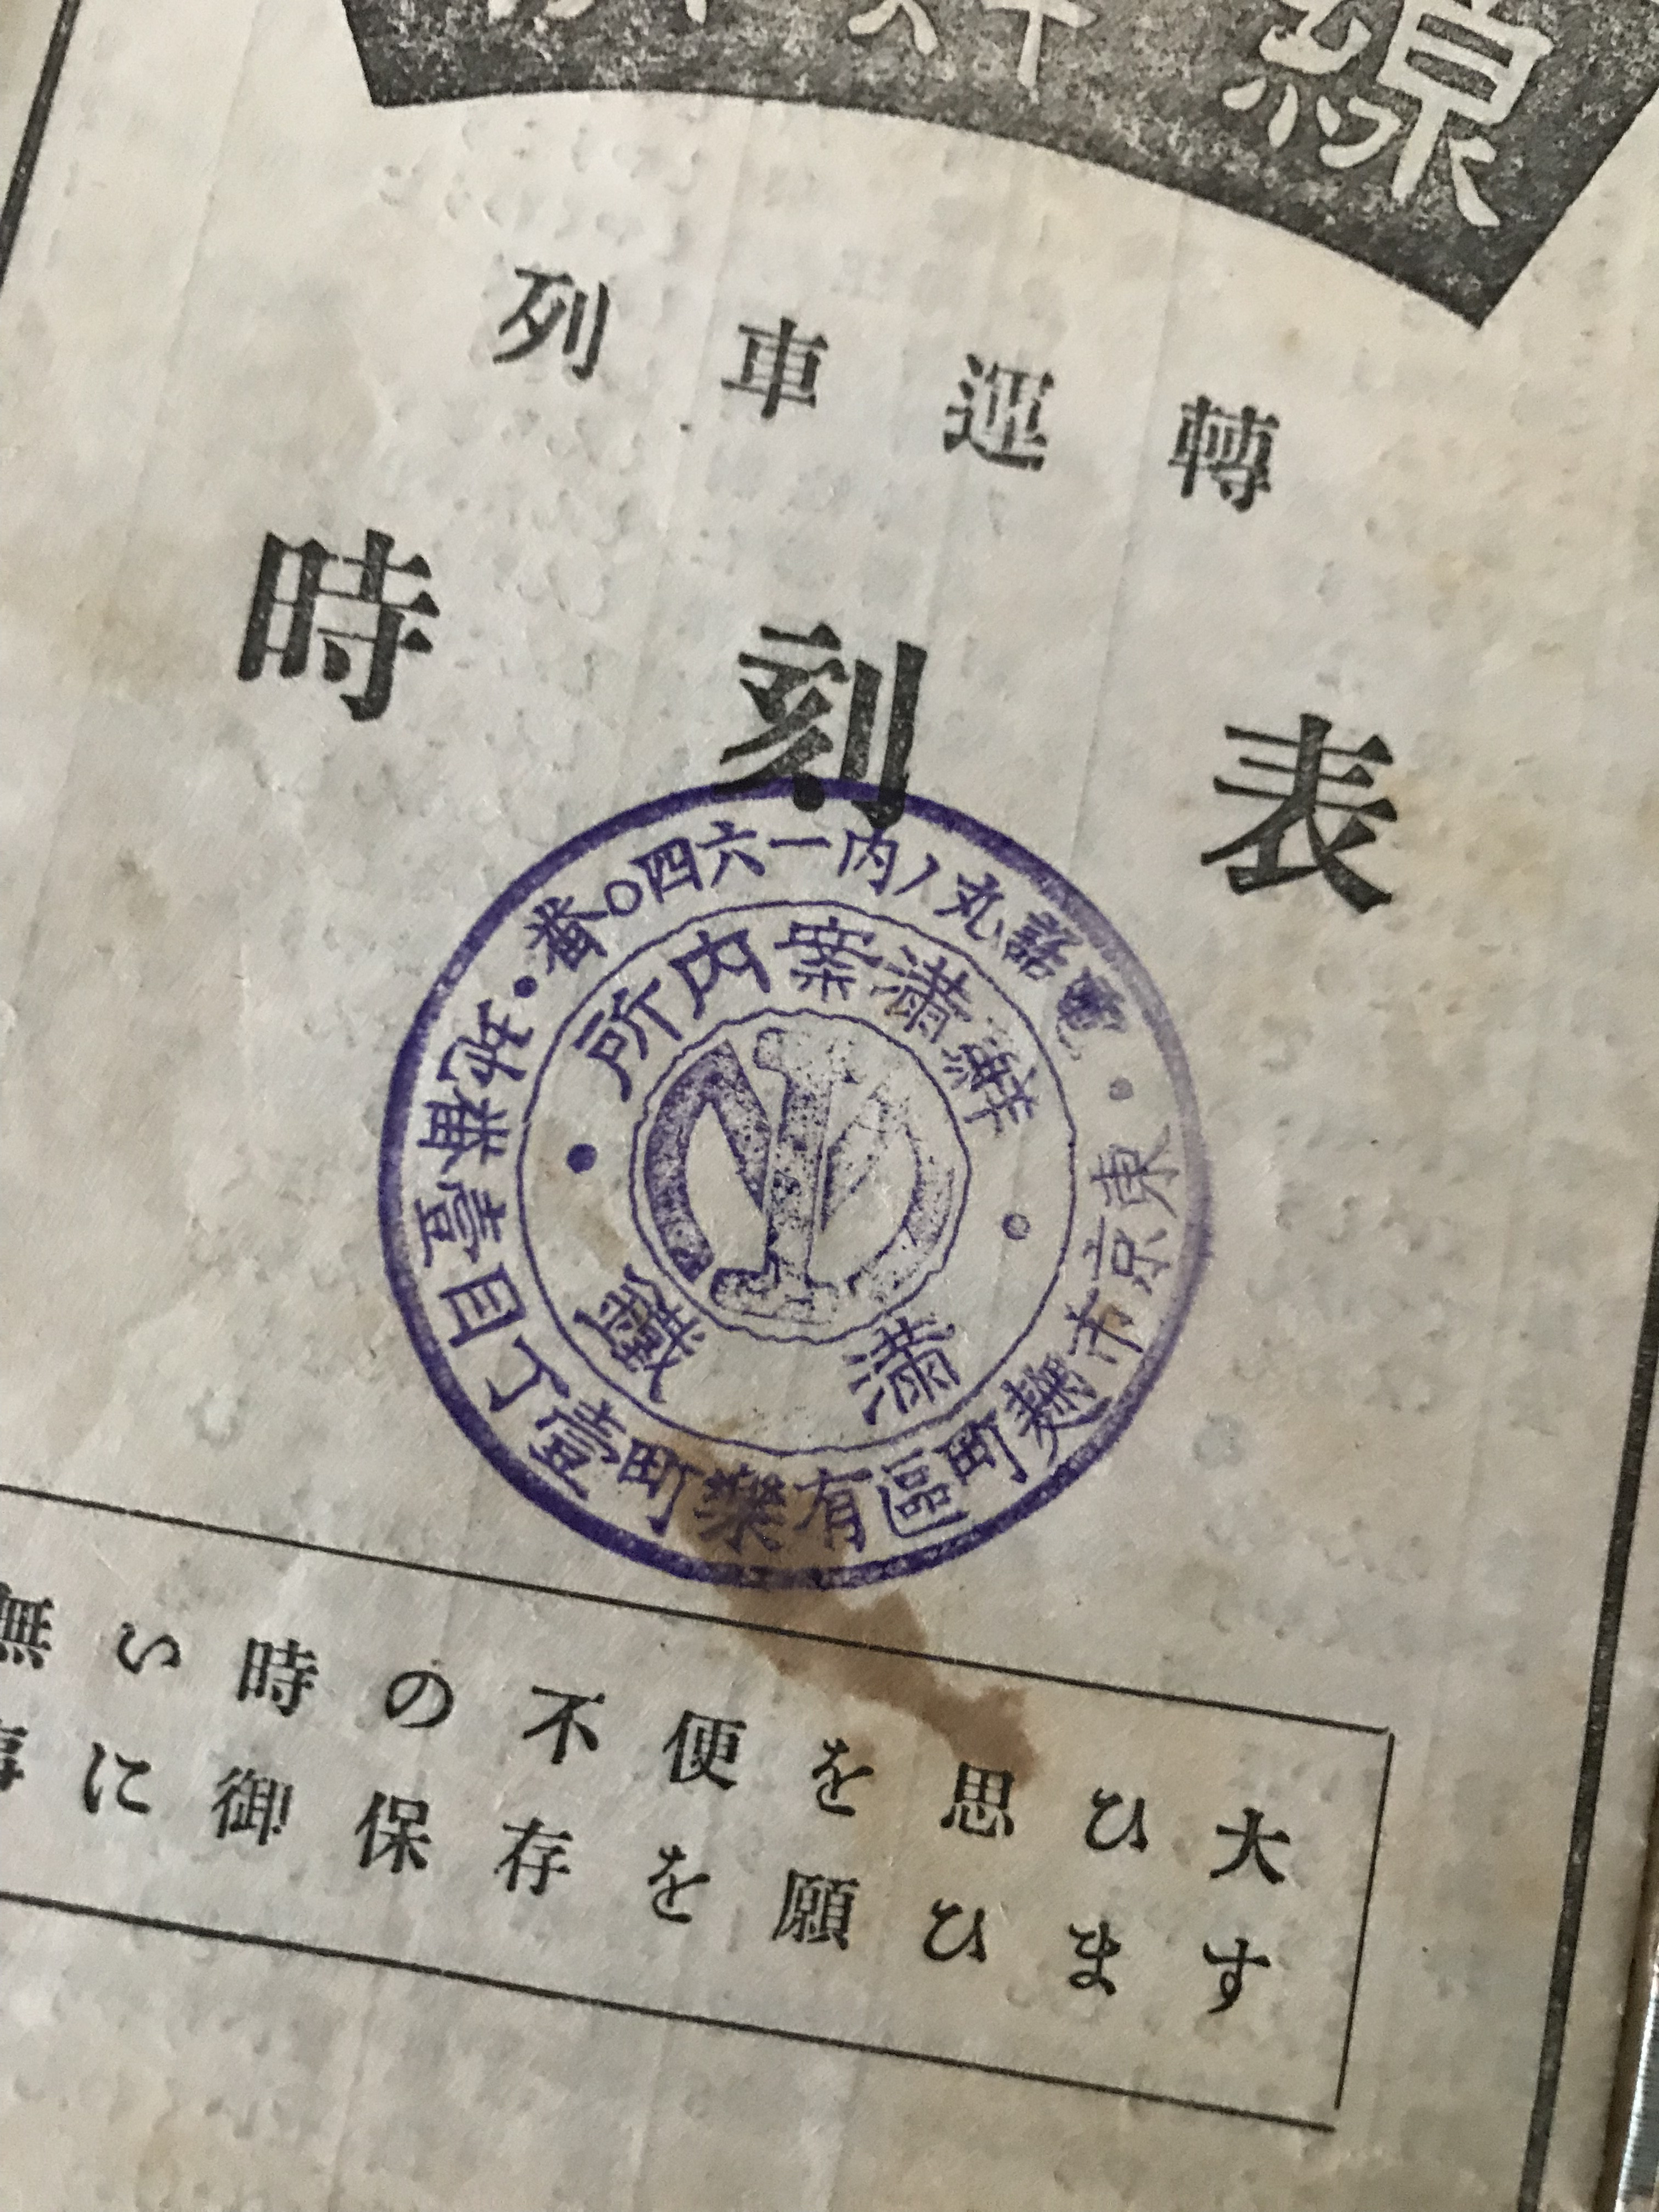 線
列車運轉
時刻表
東京市麴町區有樂町壹丁目壹番地・電話丸ノ内一六四〇番・
鮮滿案内所
滿鐵
無い時の不便を思ひ大
事に御保存を願ひます